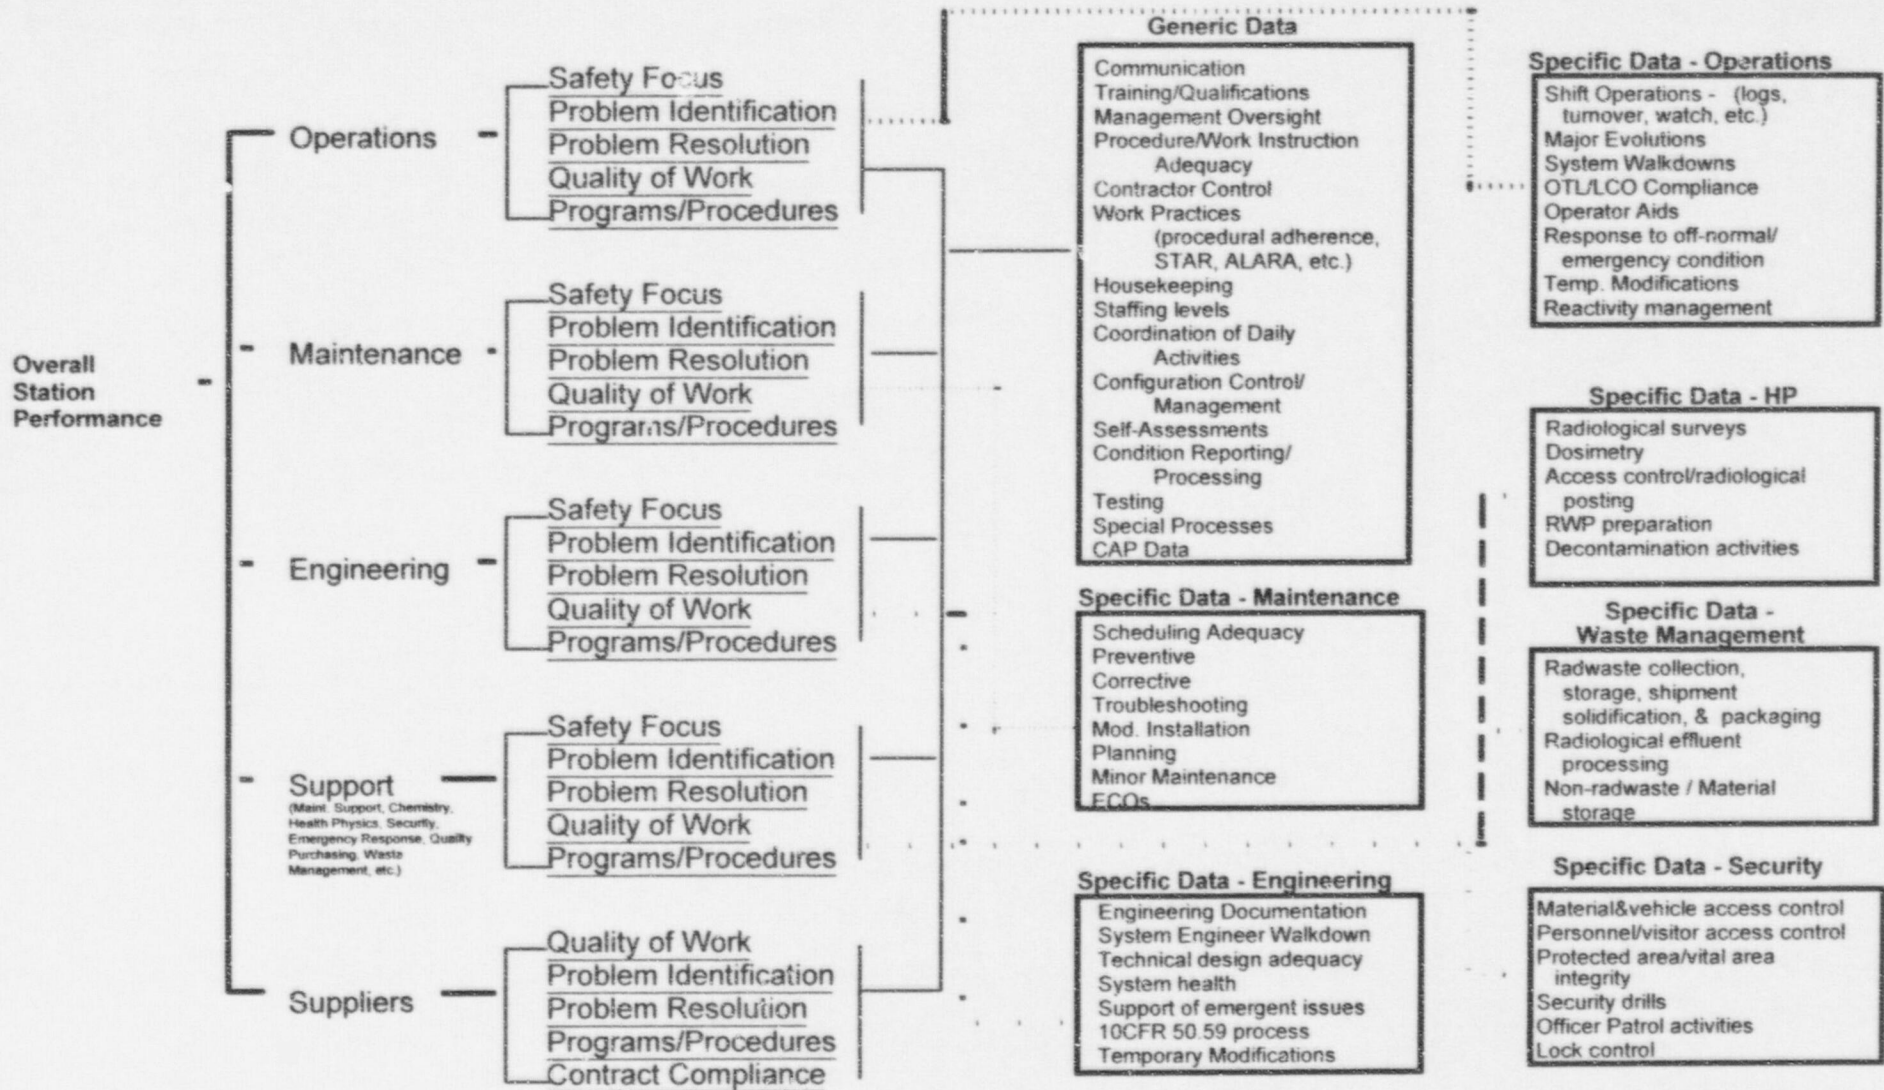 Overall
Station
Performance
Operations
Safety Focus
Problem Identification
Problem Resolution
Quality of Work
Programs/Procedures
Maintenance
Safety Focus
Problem Identification
Problem Resolution
Quality of Work
Programs/Procedures
Engineering
Safety Focus
Problem Identification
Problem Resolution
Quality of Work
Programs/Procedures
Support
(Maint. Support, Chemistry,
Health Physics, Security,
Emergency Response, Quality
Purchasing, Waste
Management, etc.)
Safety Focus
Problem Identification
Problem Resolution
Quality of Work
Programs/Procedures
Suppliers
Quality of Work
Problem Identification
Problem Resolution
Programs/Procedures
Contract Compliance
Generic Data
Communication
Training/Qualifications
Management Oversight
Procedure/Work Instruction
Adequacy
Contractor Control
Work Practices
(procedural adherence,
STAR, ALARA, etc.)
Housekeeping
Staffing levels
Coordination of Daily
Activities
Configuration Control/
Management
Self-Assessments
Condition Reporting/
Processing
Testing
Special Processes
CAP Data
Specific Data - Maintenance
Scheduling Adequacy
Preventive
Corrective
Troubleshooting
Mod. Installation
Planning
Minor Maintenance
ECOs
Specific Data - Engineering
Engineering Documentation
System Engineer Walkdown
Technical design adequacy
System health
Support of emergent issues
10CFR 50.59 process
Temporary Modifications
Specific Data - Operations
Shift Operations - (logs,
turnover, watch, etc.)
Major Evolutions
System Walkdowns
OTL/LCO Compliance
Operator Aids
Response to off-normal/
emergency condition
Temp. Modifications
Reactivity management
Specific Data - HP
Radiological surveys
Dosimetry
Access control/radiological
posting
RWP preparation
Decontamination activities
Specific Data -
Waste Management
Radwaste collection,
storage, shipment
solidification, & packaging
Radiological effluent
processing
Non-radwaste / Material
storage
Specific Data - Security
Material&vehicle access control
Personnel/visitor access control
Protected area/vital area
integrity
Security drills
Officer Patrol activities
Lock control